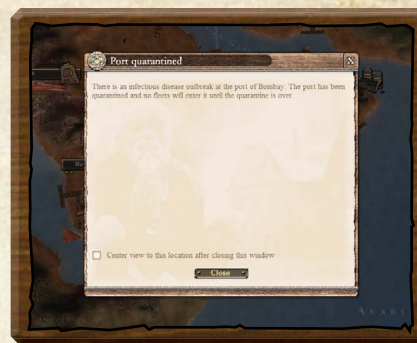 Port quarantined
X
There is an infectious disease outbreak at the port of Bombay. The port has been
quarantined and no fleets will enter it until the quarantine is over.
Center view to this location after closing this window
Close